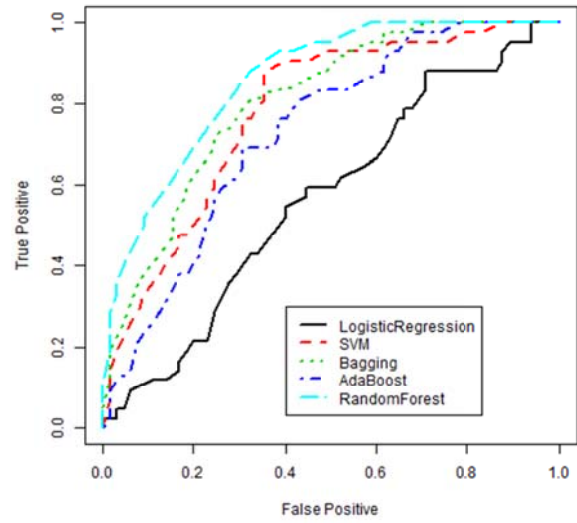 1.0
0.8
0.6
0.4
0.2
0.0
True Positive
LogisticRegression
SVM
Bagging
AdaBoost
RandomForest
0.0 0.2 0.4 0.6 0.8 1.0
False Positive